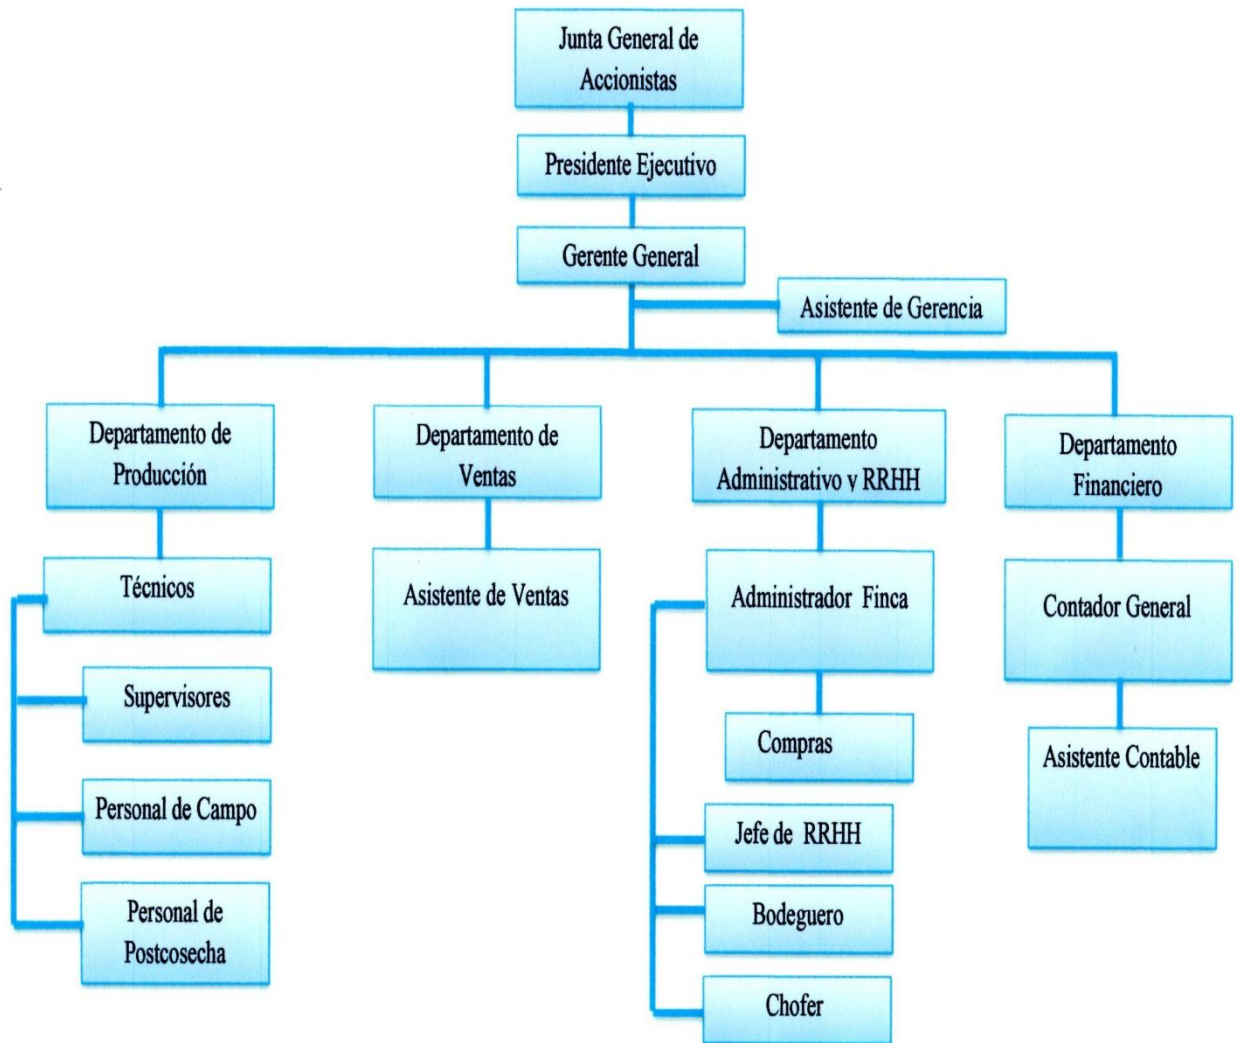 Junta General de
Accionistas
Presidente Ejecutivo
Gerente General
Asistente de Gerencia
Departamento de
Producción
Departamento de
Ventas
Departamento
Administrativo y RRHH
Departamento
Financiero
Técnicos
Asistente de Ventas
Administrador Finca
Contador General
Supervisores
Compras
Asistente Contable
Personal de Campo
Jefe de RRHH
Personal de
Postcosecha
Bodeguero
Chofer